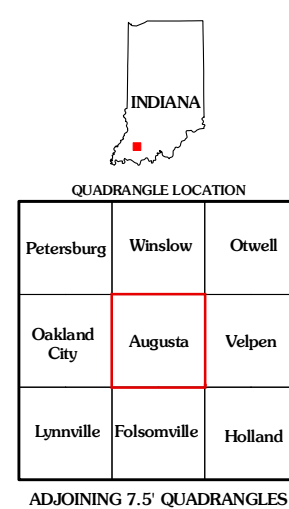 INDIANA
QUADRANGLE LOCATION
Petersburg Winslow Otwell
Oakland City Augusta Velpen
Lynnville Folsomville Holland
ADJOINING 7.5' QUADRANGLES